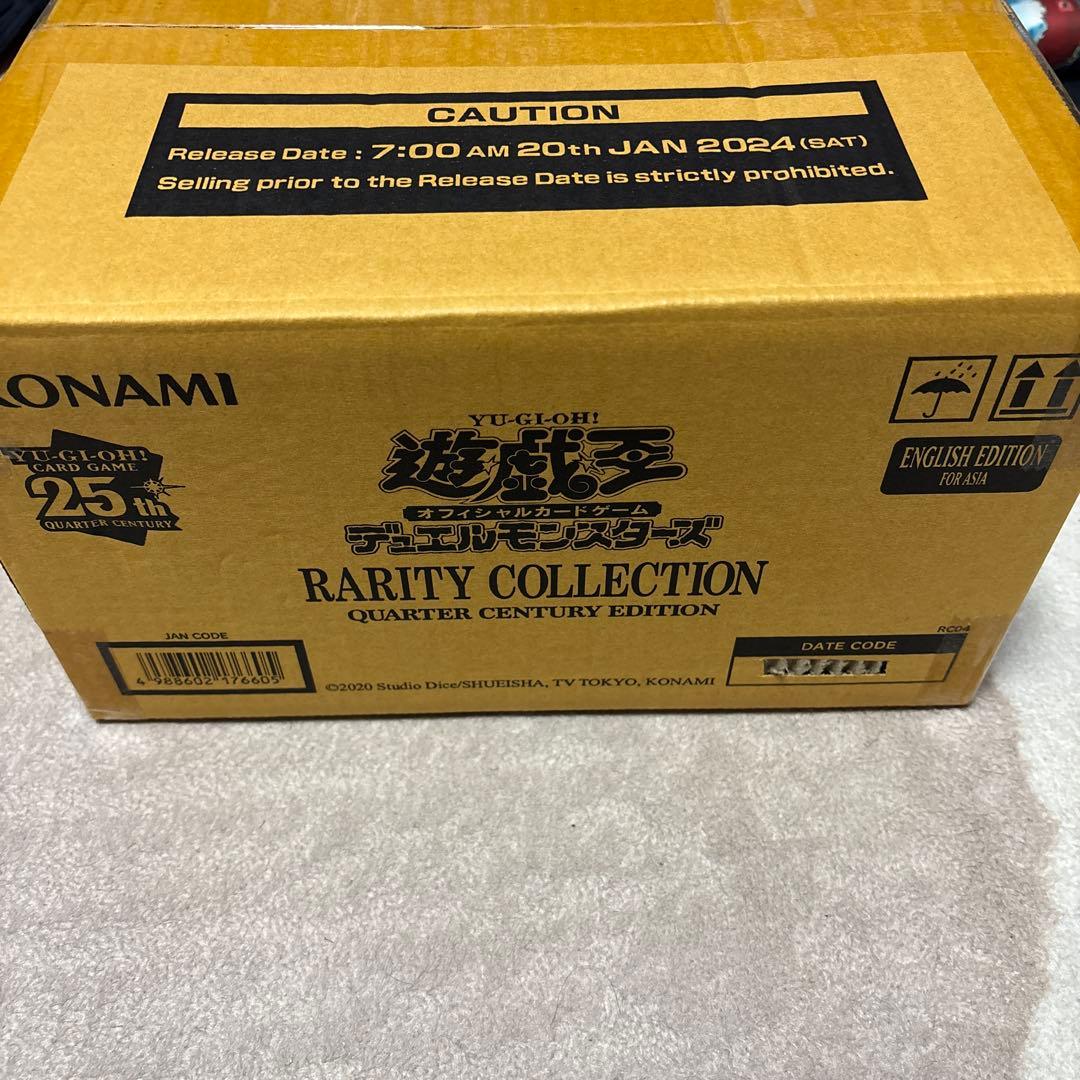 CAUTION
Release Date : 7:00 AM 20th JAN 2024 (SAT)
Selling prior to the Release Date is strictly prohibited.
KONAMI
YU-GI-OH!
CARD GAME
25th
QUARTER CENTURY
YU-GI-OH!
遊戯王
オフィシャルカードゲーム
デュエルモンスターズ
RARITY COLLECTION
QUARTER CENTURY EDITION
ENGLISH EDITION
FOR ASIA
JAN CODE
4 988602 176605
©2020 Studio Dice/SHUEISHA, TV TOKYO, KONAMI
RC04
DATE CODE